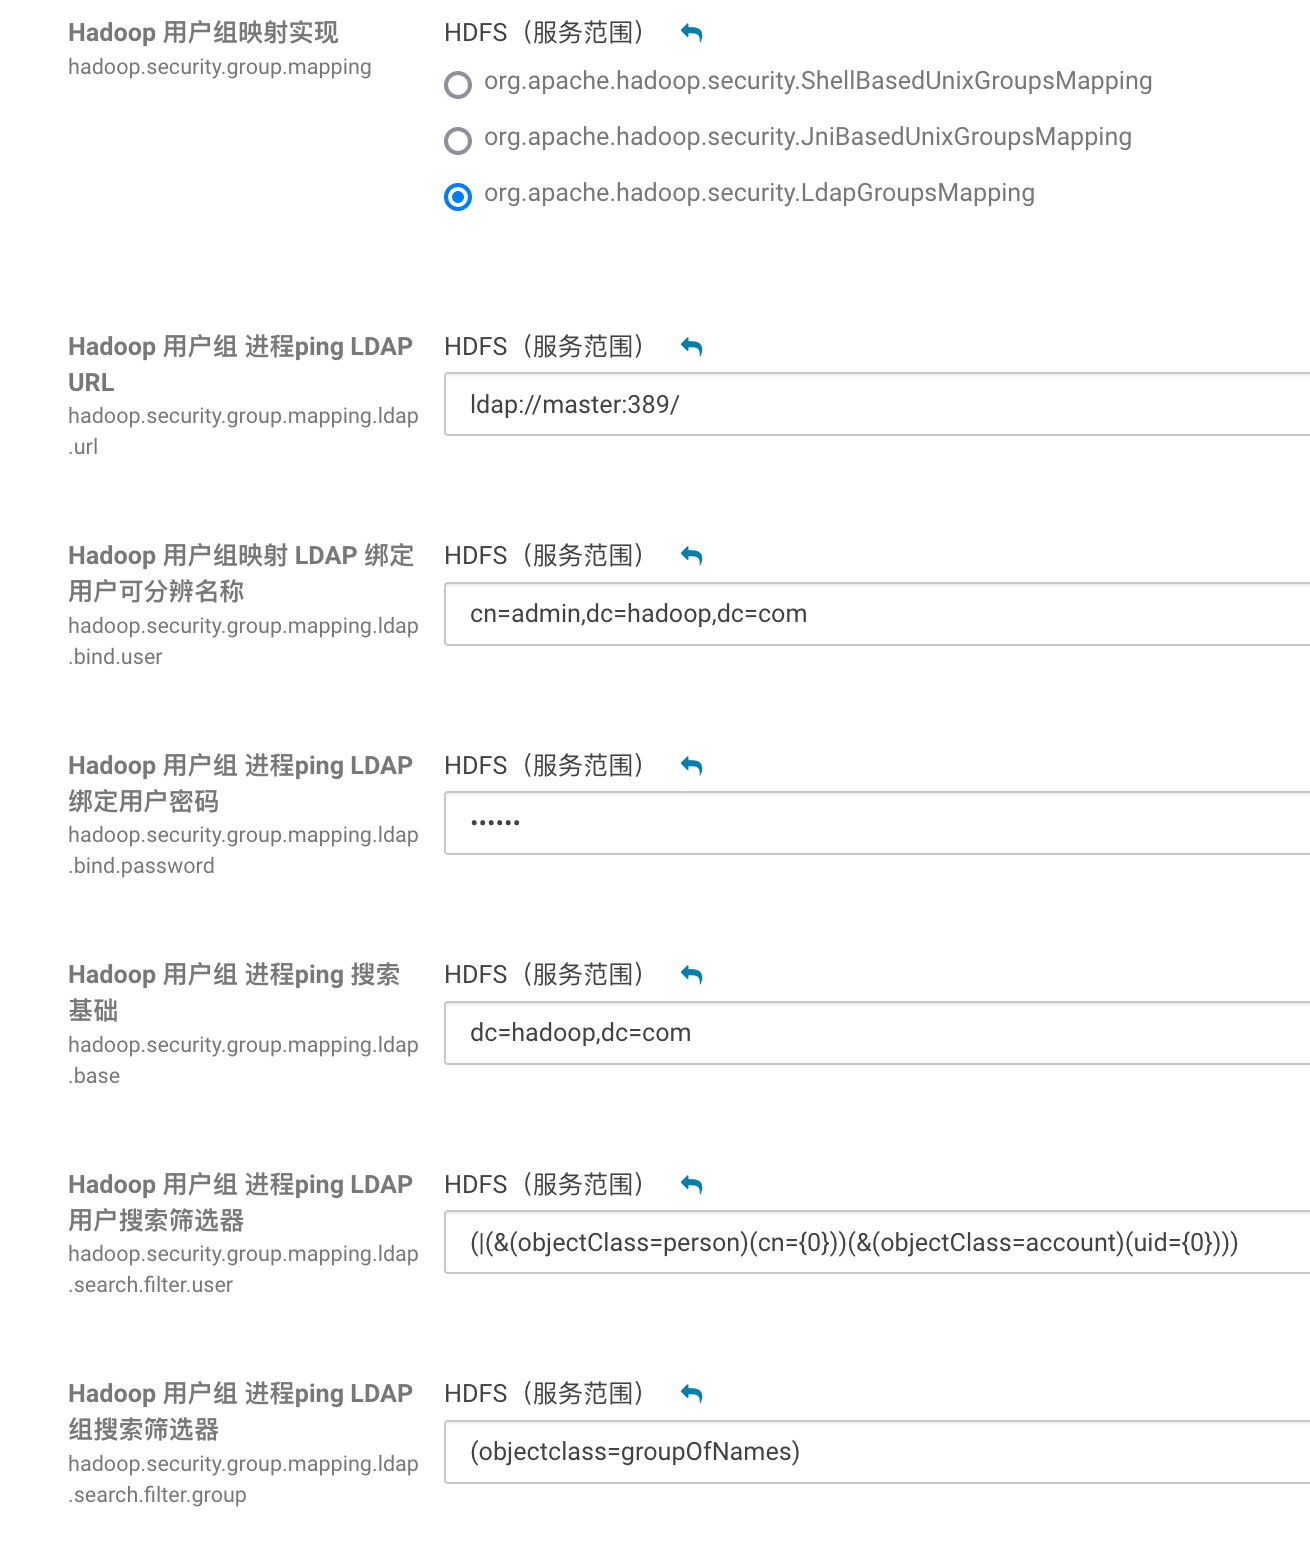 Hadoop 用户组映射实现
hadoop.security.group.mapping
HDFS（服务范围）
org.apache.hadoop.security.ShellBasedUnixGroupsMapping
org.apache.hadoop.security.JniBasedUnixGroupsMapping
org.apache.hadoop.security.LdapGroupsMapping
Hadoop 用户组 进程ping LDAP
URL
hadoop.security.group.mapping.ldap
.url
HDFS（服务范围）
ldap://master:389/
Hadoop 用户组映射 LDAP 绑定
用户可分辨名称
hadoop.security.group.mapping.ldap
.bind.user
HDFS（服务范围）
cn=admin,dc=hadoop,dc=com
Hadoop 用户组 进程ping LDAP
绑定用户密码
hadoop.security.group.mapping.ldap
.bind.password
HDFS（服务范围）
••••••
Hadoop 用户组 进程ping 搜索
基础
hadoop.security.group.mapping.ldap
.base
HDFS（服务范围）
dc=hadoop,dc=com
Hadoop 用户组 进程ping LDAP
用户搜索筛选器
hadoop.security.group.mapping.ldap
.search.filter.user
HDFS（服务范围）
(|(&(objectClass=person)(cn={0}))(&(objectClass=account)(uid={0})))
Hadoop 用户组 进程ping LDAP
组搜索筛选器
hadoop.security.group.mapping.ldap
.search.filter.group
HDFS（服务范围）
(objectclass=groupOfNames)